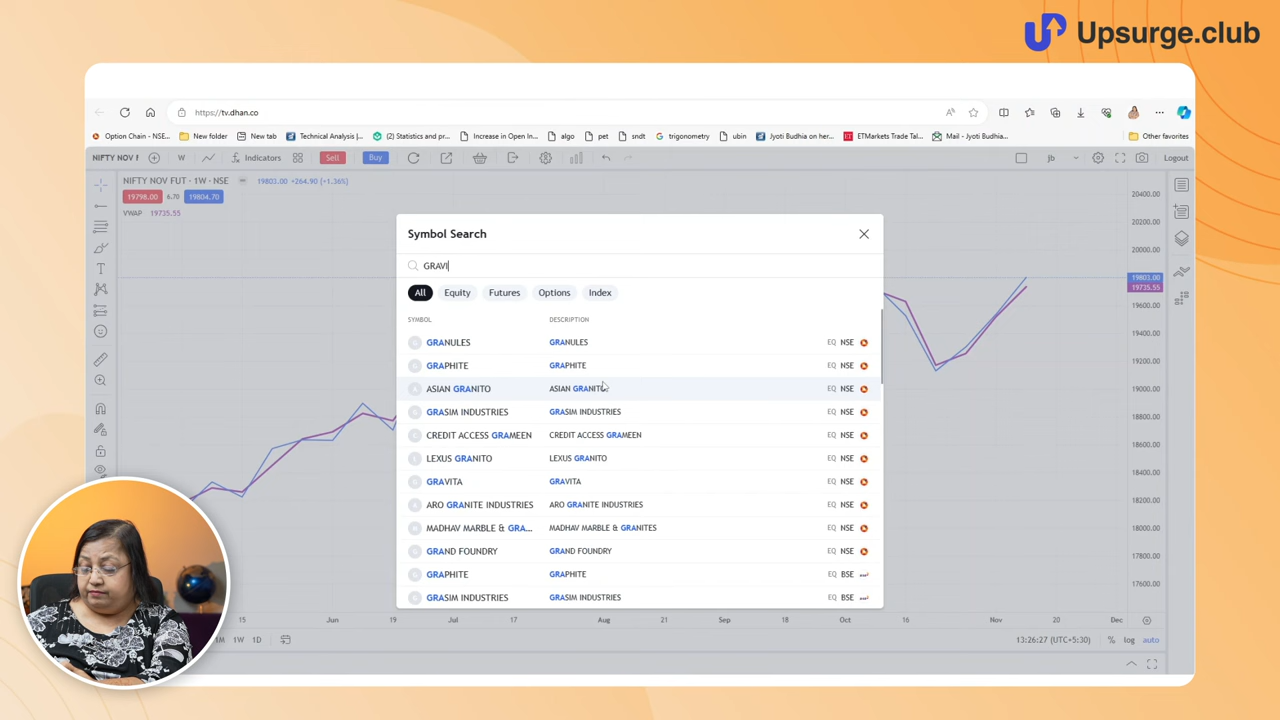 Upsurge.club
https://tv.dhan.co
Option Chain - NSE... New folder New tab Technical Analysis |... (2) Statistics and pr... Increase in Open In... algo pet sndt trigonometry ubin Jyoti Budhia on her... ETMarkets Trade Tal... Mail - Jyoti Budhia... Other favorites
NIFTY NOV F W Indicators Sell Buy jb Logout
NIFTY NOV FUT · 1W · NSE 19803.00 +264.90 (+1.36%)
19798.00 6.70 19804.70
VWAP 19735.55
Symbol Search
GRAVI
All Equity Futures Options Index
SYMBOL DESCRIPTION
GRANULES GRANULES EQ NSE
GRAPHITE GRAPHITE EQ NSE
ASIAN GRANITO ASIAN GRANITO EQ NSE
GRASIM INDUSTRIES GRASIM INDUSTRIES EQ NSE
CREDIT ACCESS GRAMEEN CREDIT ACCESS GRAMEEN EQ NSE
LEXUS GRANITO LEXUS GRANITO EQ NSE
GRAVITA GRAVITA EQ NSE
ARO GRANITE INDUSTRIES ARO GRANITE INDUSTRIES EQ NSE
MADHAV MARBLE & GRA... MADHAV MARBLE & GRANITES EQ NSE
GRAND FOUNDRY GRAND FOUNDRY EQ NSE
GRAPHITE GRAPHITE EQ BSE
GRASIM INDUSTRIES GRASIM INDUSTRIES EQ BSE
20400.00
20200.00
20000.00
19803.00
19735.55
19600.00
19400.00
19200.00
19000.00
18800.00
18600.00
18400.00
18200.00
18000.00
17800.00
17600.00
15 Jun 19 Jul 17 Aug 21 Sep 18 Oct 16 Nov 20 Dec
1M 1W 1D 13:26:27 (UTC+5:30) % log auto